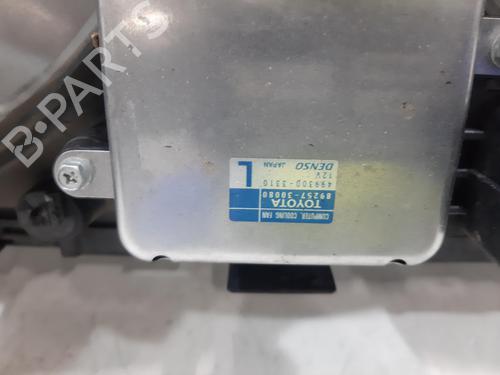 B-PARTS
COMPUTER, COOLING FAN
TOYOTA
89257-30080
499300-3310
12V
DENSO JAPAN
L